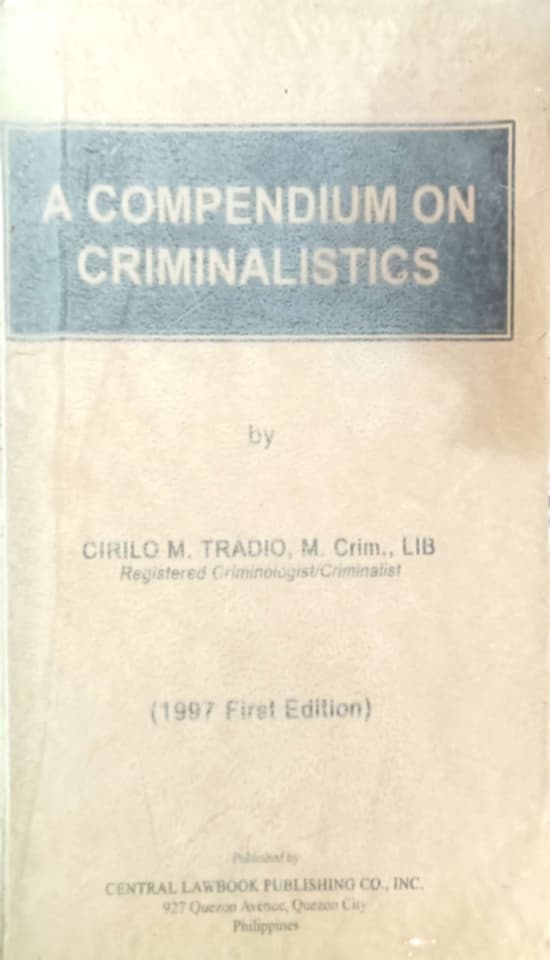 A COMPENDIUM ON
CRIMINALISTICS
by
CIRILO M. TRADIO, M. Crim., LIB
Registered Criminologist/Criminalist
(1997 First Edition)
Published by
CENTRAL LAWBOOK PUBLISHING CO., INC.
927 Quezon Avenue, Quezon City
Philippines